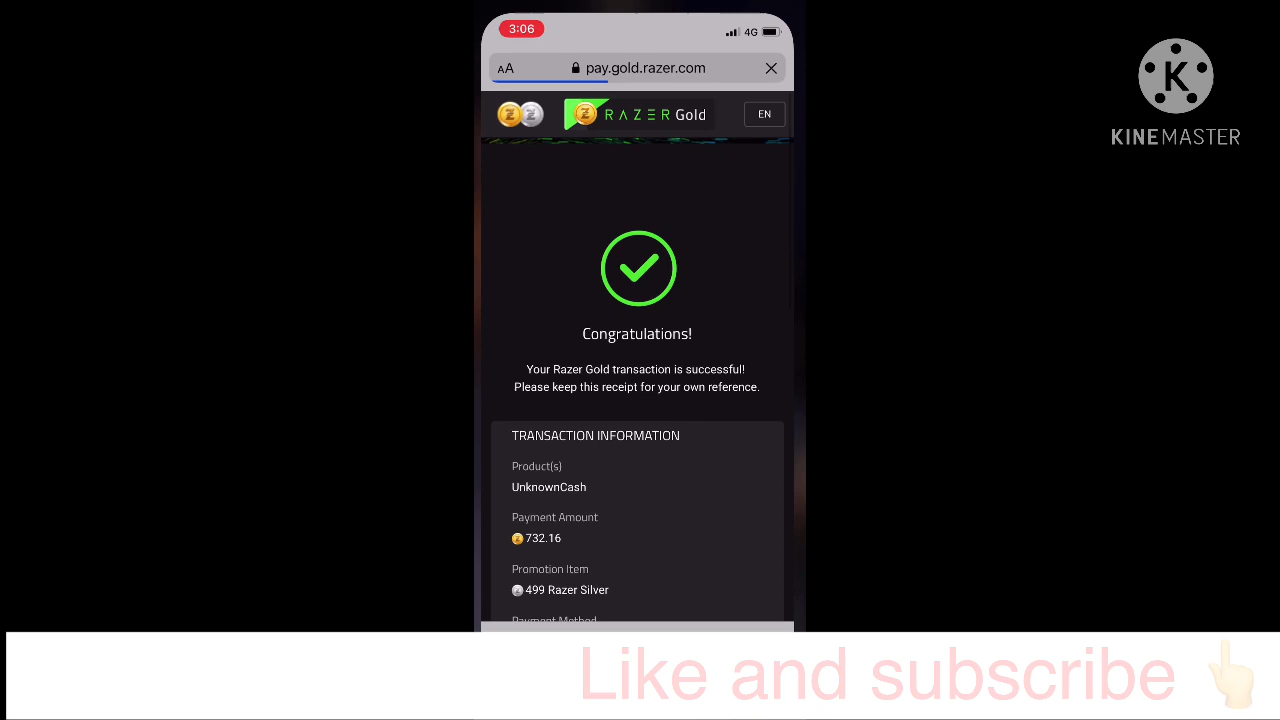 3:06
4G
AA
pay.gold.razer.com
RAZER Gold
EN
K
KINEMASTER
Congratulations!
Your Razer Gold transaction is successful!
Please keep this receipt for your own reference.
TRANSACTION INFORMATION
Product(s)
UnknownCash
Payment Amount
732.16
Promotion Item
499 Razer Silver
Payment Method
Like and subscribe